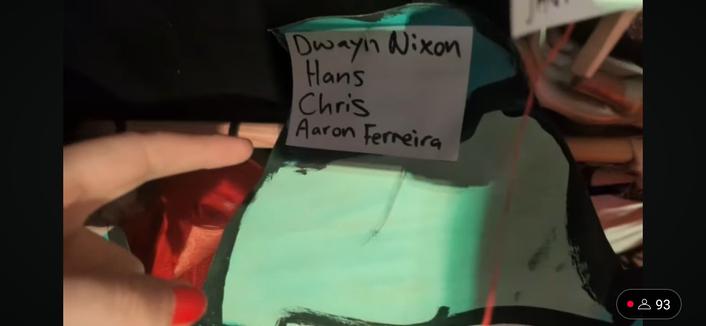 Dwayn Nixon
Hans
Chris
Aaron Ferreira
93